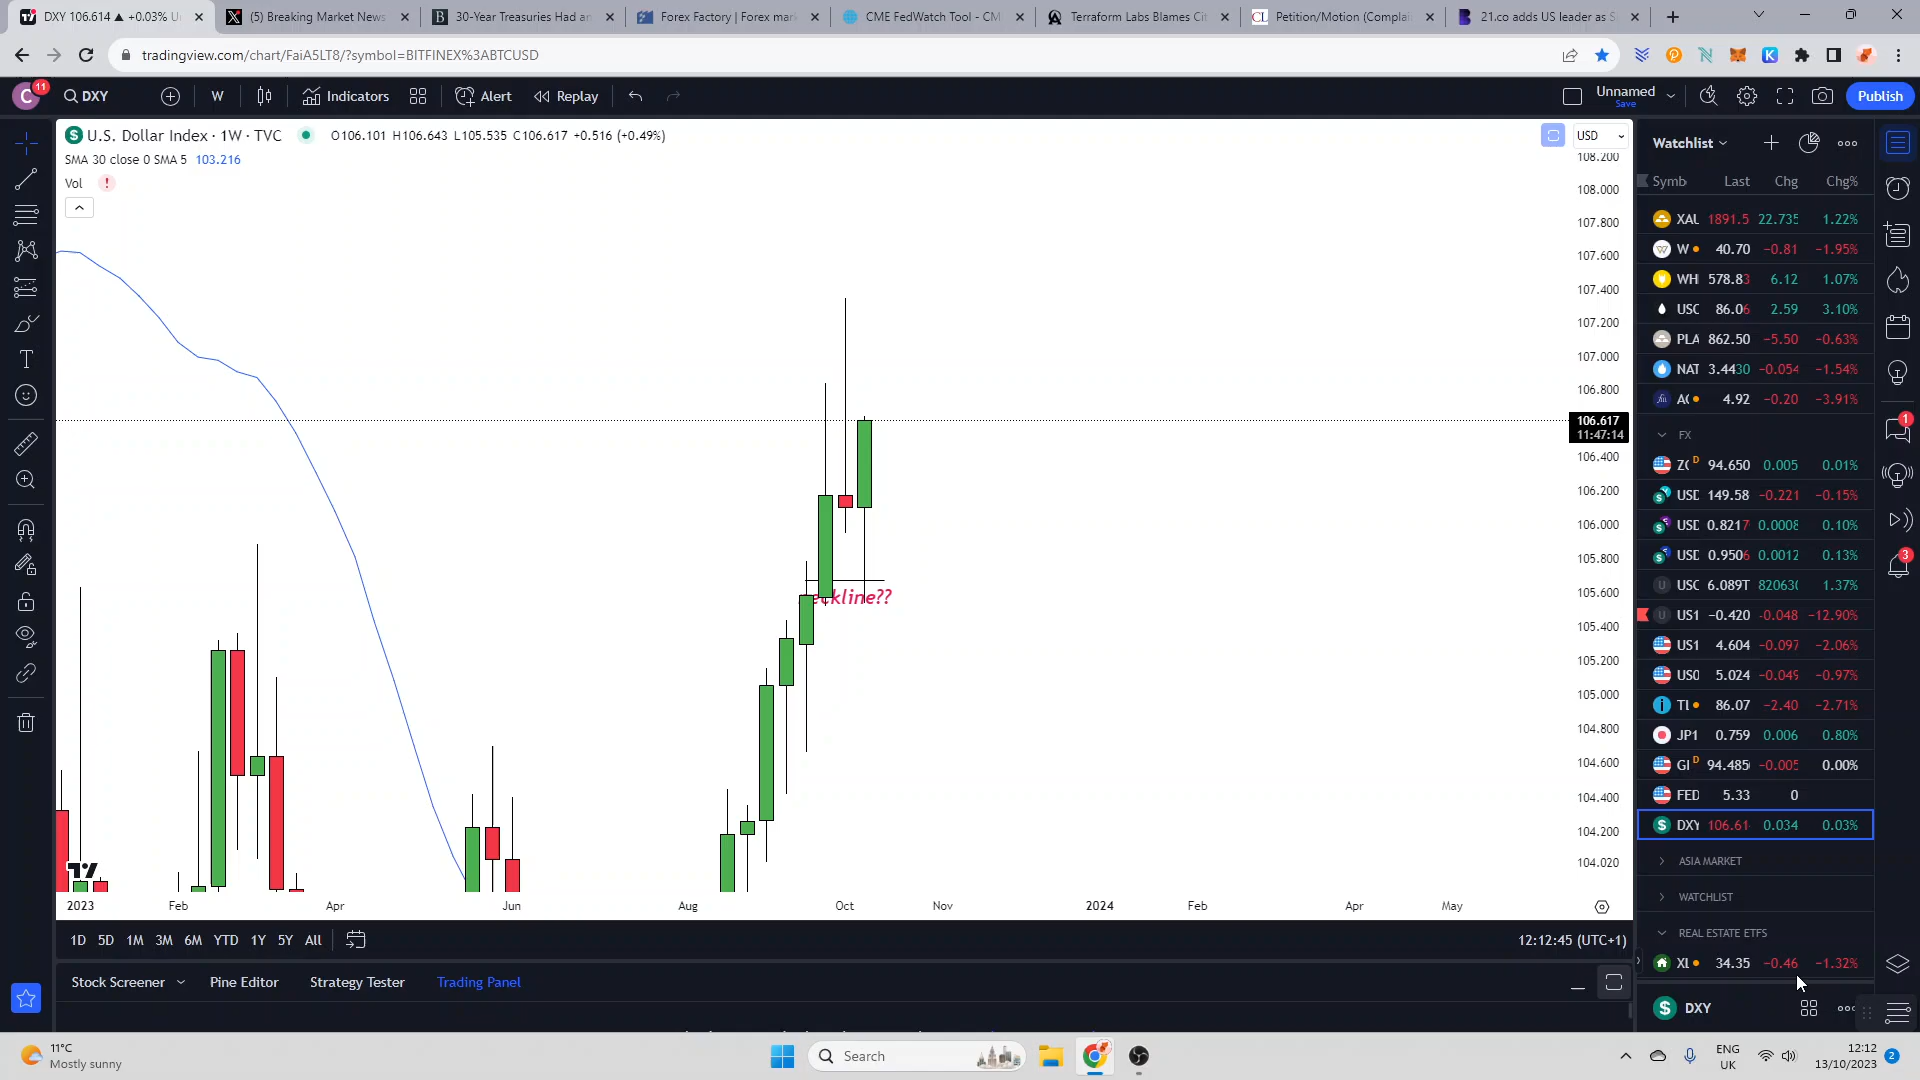 DXY 106.614 ▲ +0.03% U
(5) Breaking Market News
30-Year Treasuries Had a
Forex Factory | Forex mar
CME FedWatch Tool - CM
Terraform Labs Blames Ci
Petition/Motion (Complai
21.co adds US leader as S
tradingview.com/chart/FaiA5LT8/?symbol=BITFINEX%3ABTCUSD
C 11
DXY
W
Indicators
Alert
Replay
Unnamed
Save
Publish
U.S. Dollar Index · 1W · TVC
O106.101 H106.643 L105.535 C106.617 +0.516 (+0.49%)
SMA 30 close 0 SMA 5 103.216
Vol !
USD
108.200
108.000
107.800
107.600
107.400
107.200
107.000
106.800
106.617
11:47:14
106.400
106.200
106.000
105.800
105.600
105.400
105.200
105.000
104.800
104.600
104.400
104.200
104.020
2023 Feb Apr Jun Aug Oct Nov 2024 Feb Apr May
1D 5D 1M 3M 6M YTD 1Y 5Y All
12:12:45 (UTC+1)
Stock Screener
Pine Editor
Strategy Tester
Trading Panel
Watchlist
Symb Last Chg Chg%
XAU 1891.5 22.735 1.22%
W 40.70 −0.81 −1.95%
WH 578.83 6.12 1.07%
USC 86.06 2.59 3.10%
PLA 862.50 −5.50 −0.63%
NAT 3.4430 −0.054 −1.54%
4.92 −0.20 −3.91%
FX
94.650 0.005 0.01%
USD 149.58 −0.221 −0.15%
USD 0.8217 0.0008 0.10%
USD 0.9506 0.0012 0.13%
USC 6.089T 82063 1.37%
US1 −0.420 −0.048 −12.90%
US1 4.604 −0.097 −2.06%
US0 5.024 −0.049 −0.97%
86.07 −2.40 −2.71%
JP1 0.759 0.006 0.80%
94.485 −0.005 0.00%
FED 5.33 0
DXY 106.61 0.034 0.03%
ASIA MARKET
WATCHLIST
REAL ESTATE ETFS
XL 34.35 −0.46 −1.32%
DXY
1
3
11°C
Mostly sunny
Search
ENG
UK
12:12
13/10/2023
2